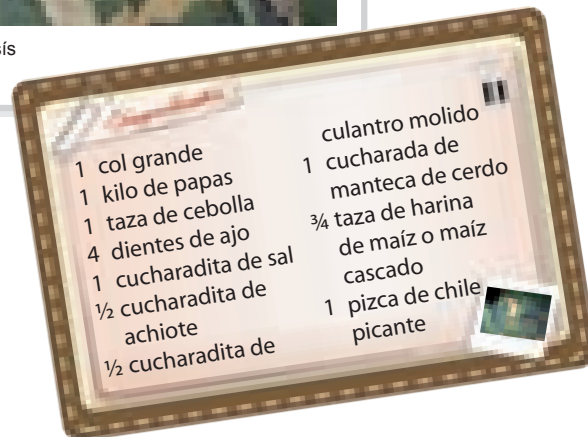 sís
1 col grande
1 kilo de papas
1 taza de cebolla
4 dientes de ajo
1 cucharadita de sal
½ cucharadita de
achiote
½ cucharadita de
culantro molido
1 cucharada de
manteca de cerdo
¾ taza de harina
de maíz o maíz
cascado
1 pizca de chile
picante